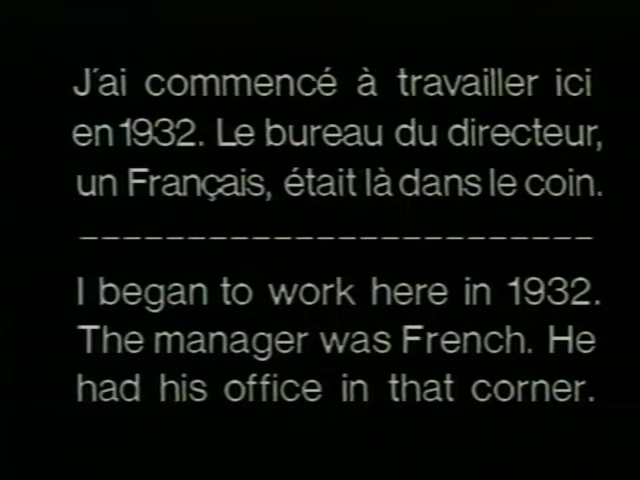 J'ai commencé à travailler ici
en 1932. Le bureau du directeur,
un Français, était là dans le coin.
I began to work here in 1932.
The manager was French. He
had his office in that corner.